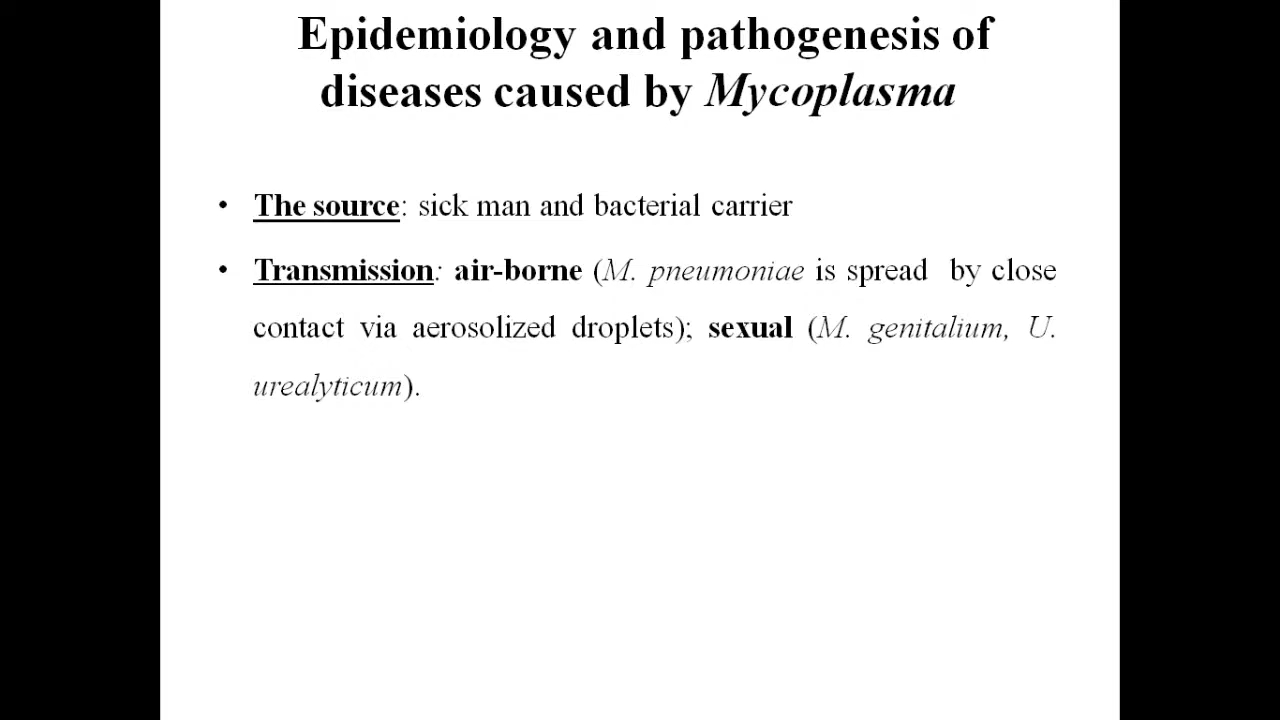 Epidemiology and pathogenesis of
diseases caused by Mycoplasma
• The source: sick man and bacterial carrier
• Transmission: air-borne (M. pneumoniae is spread by close
contact via aerosolized droplets); sexual (M. genitalium, U.
urealyticum).